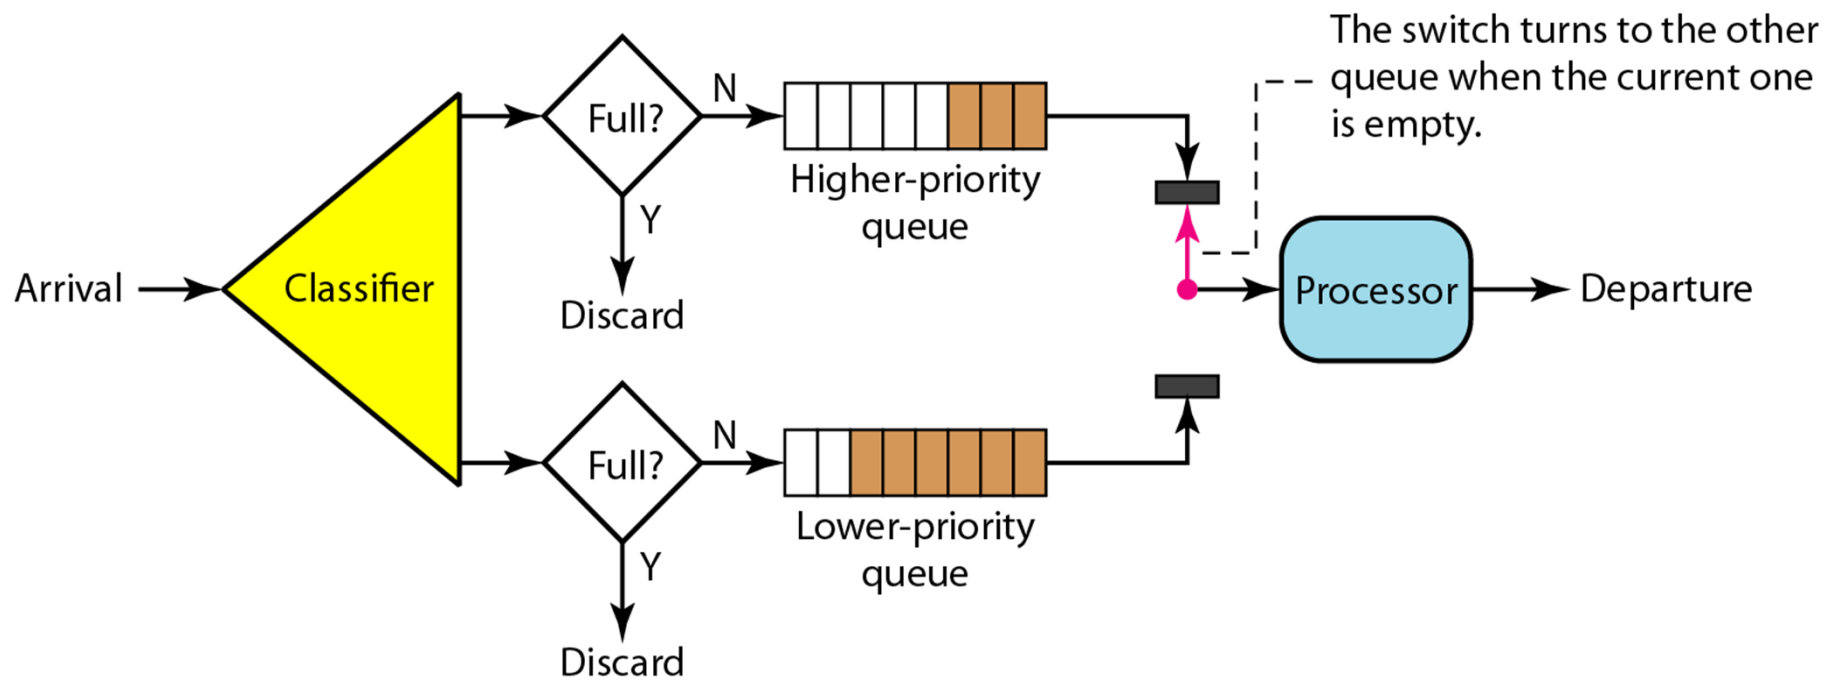 The switch turns to the other
queue when the current one
is empty.
Full?
N
Y
Discard
Higher-priority
queue
Arrival
Classifier
Processor
Departure
Full?
N
Y
Discard
Lower-priority
queue